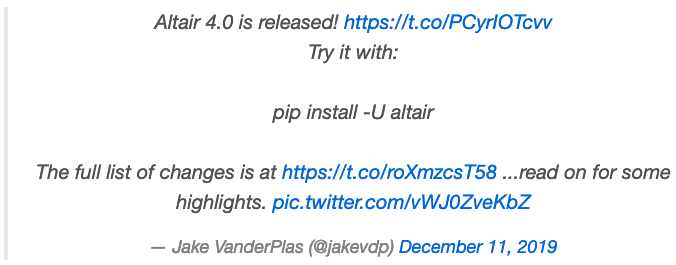 Altair 4.0 is released! https://t.co/PCyrIOTcvv
Try it with:
pip install -U altair
The full list of changes is at https://t.co/roXmzcsT58 ...read on for some
highlights. pic.twitter.com/vWJ0ZveKbZ
— Jake VanderPlas (@jakevdp) December 11, 2019